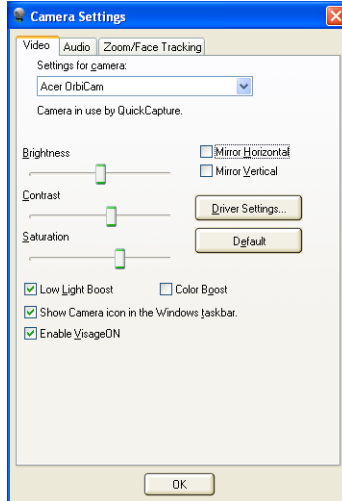 Camera Settings
Video Audio Zoom/Face Tracking
Settings for camera:
Acer OrbiCam
Camera in use by QuickCapture.
Brightness
Mirror Horizontal
Mirror Vertical
Contrast
Driver Settings...
Saturation
Default
Low Light Boost Color Boost
Show Camera icon in the Windows taskbar.
Enable VisageON
OK